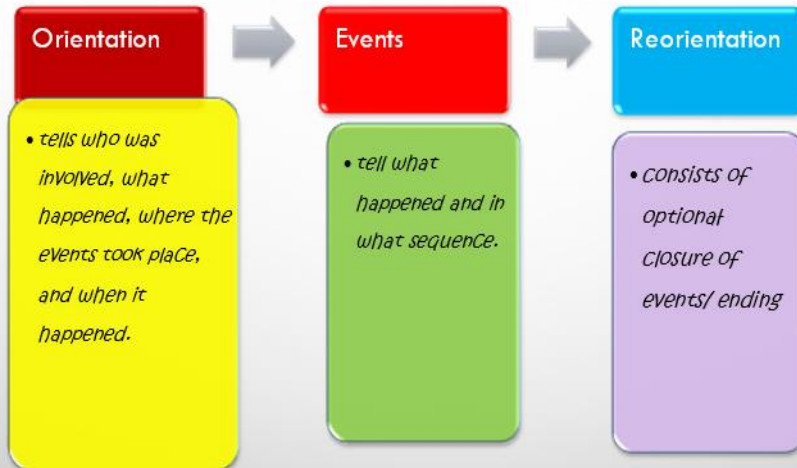 Orientation
• tells who was
involved, what
happened, where the
events took place,
and when it
happened.
Events
• tell what
happened and in
what sequence.
Reorientation
• consists of
optional
closure of
events/ ending